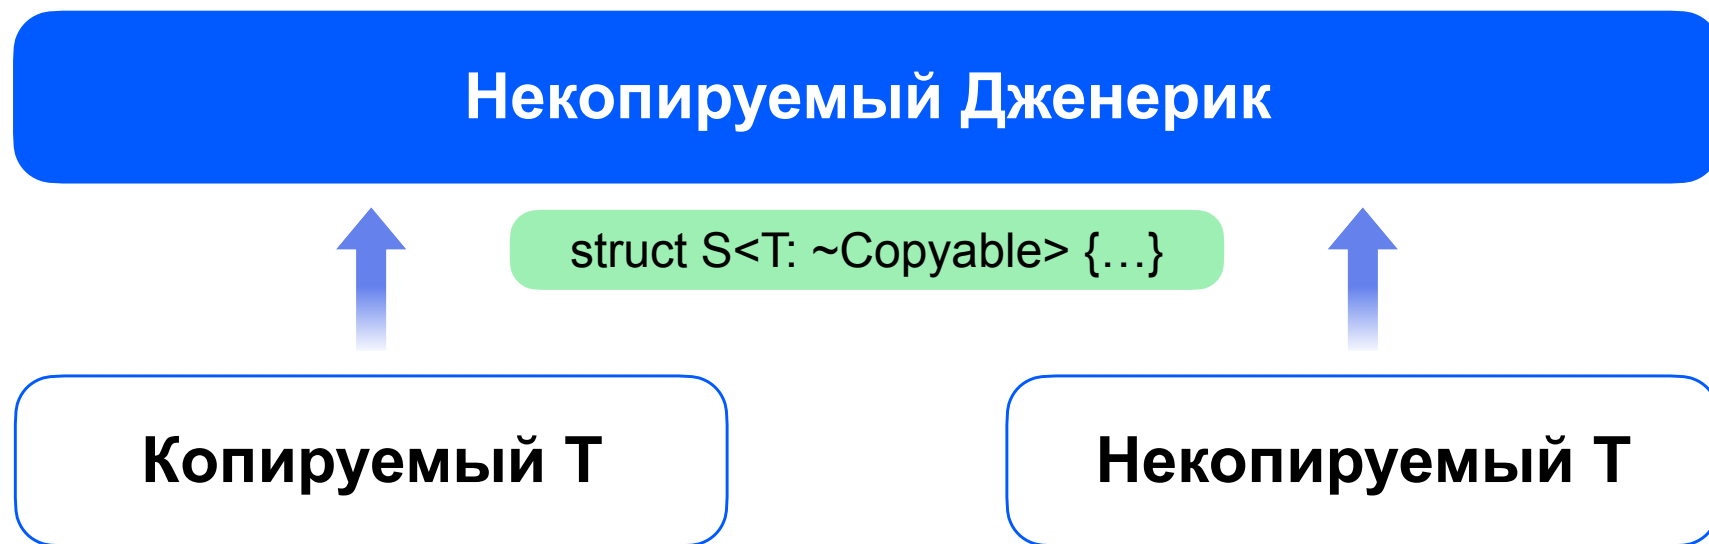 Некопируемый Дженерик
struct S<T: ~Copyable> {…}
Копируемый T
Некопируемый T